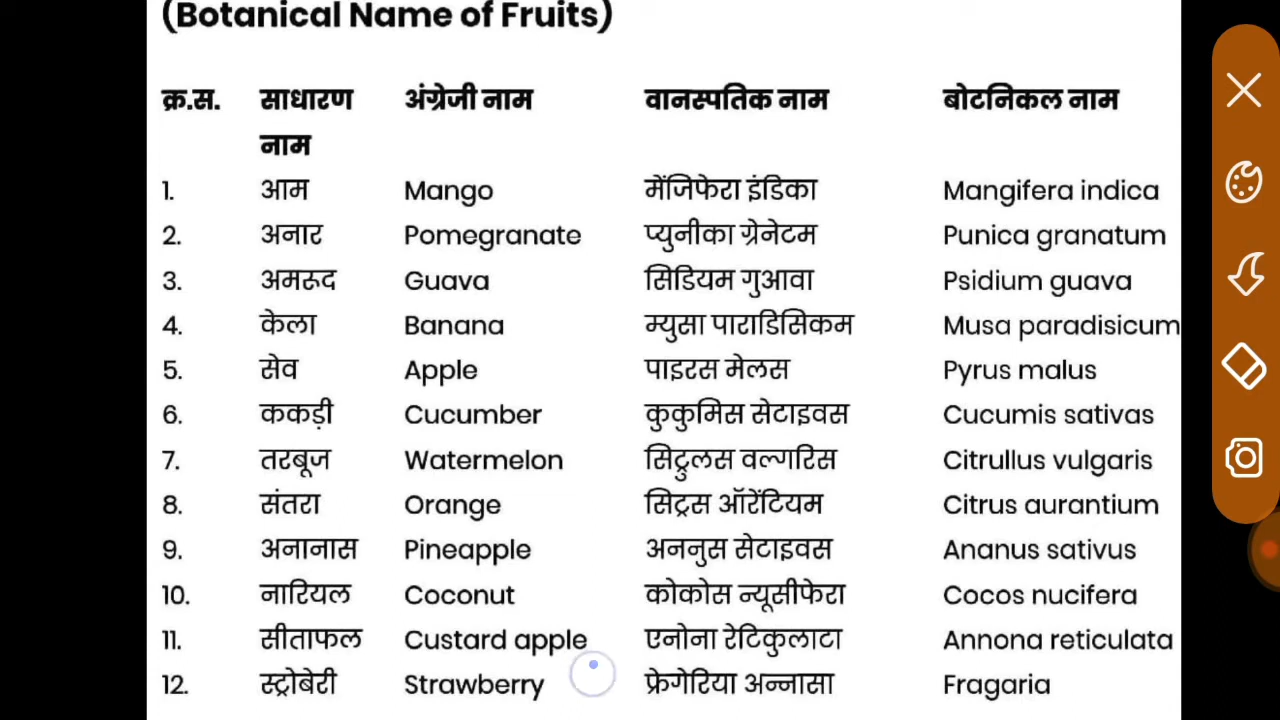 (Botanical Name of Fruits)
क्र.स. साधारण नाम अंग्रेजी नाम वानस्पतिक नाम बोटनिकल नाम
1. आम Mango मेंजिफेरा इंडिका Mangifera indica
2. अनार Pomegranate प्युनीका ग्रेनेटम Punica granatum
3. अमरूद Guava सिडियम गुआवा Psidium guava
4. केला Banana म्युसा पाराडिसिकम Musa paradisicum
5. सेव Apple पाइरस मेलस Pyrus malus
6. ककड़ी Cucumber कुकुमिस सेटाइवस Cucumis sativas
7. तरबूज Watermelon सिट्रुलस वल्गरिस Citrullus vulgaris
8. संतरा Orange सिट्रस ऑरेंटियम Citrus aurantium
9. अनानास Pineapple अननुस सेटाइवस Ananus sativus
10. नारियल Coconut कोकोस न्यूसीफेरा Cocos nucifera
11. सीताफल Custard apple एनोना रेटिकुलाटा Annona reticulata
12. स्ट्रोबेरी Strawberry फ्रेगेरिया अन्नासा Fragaria